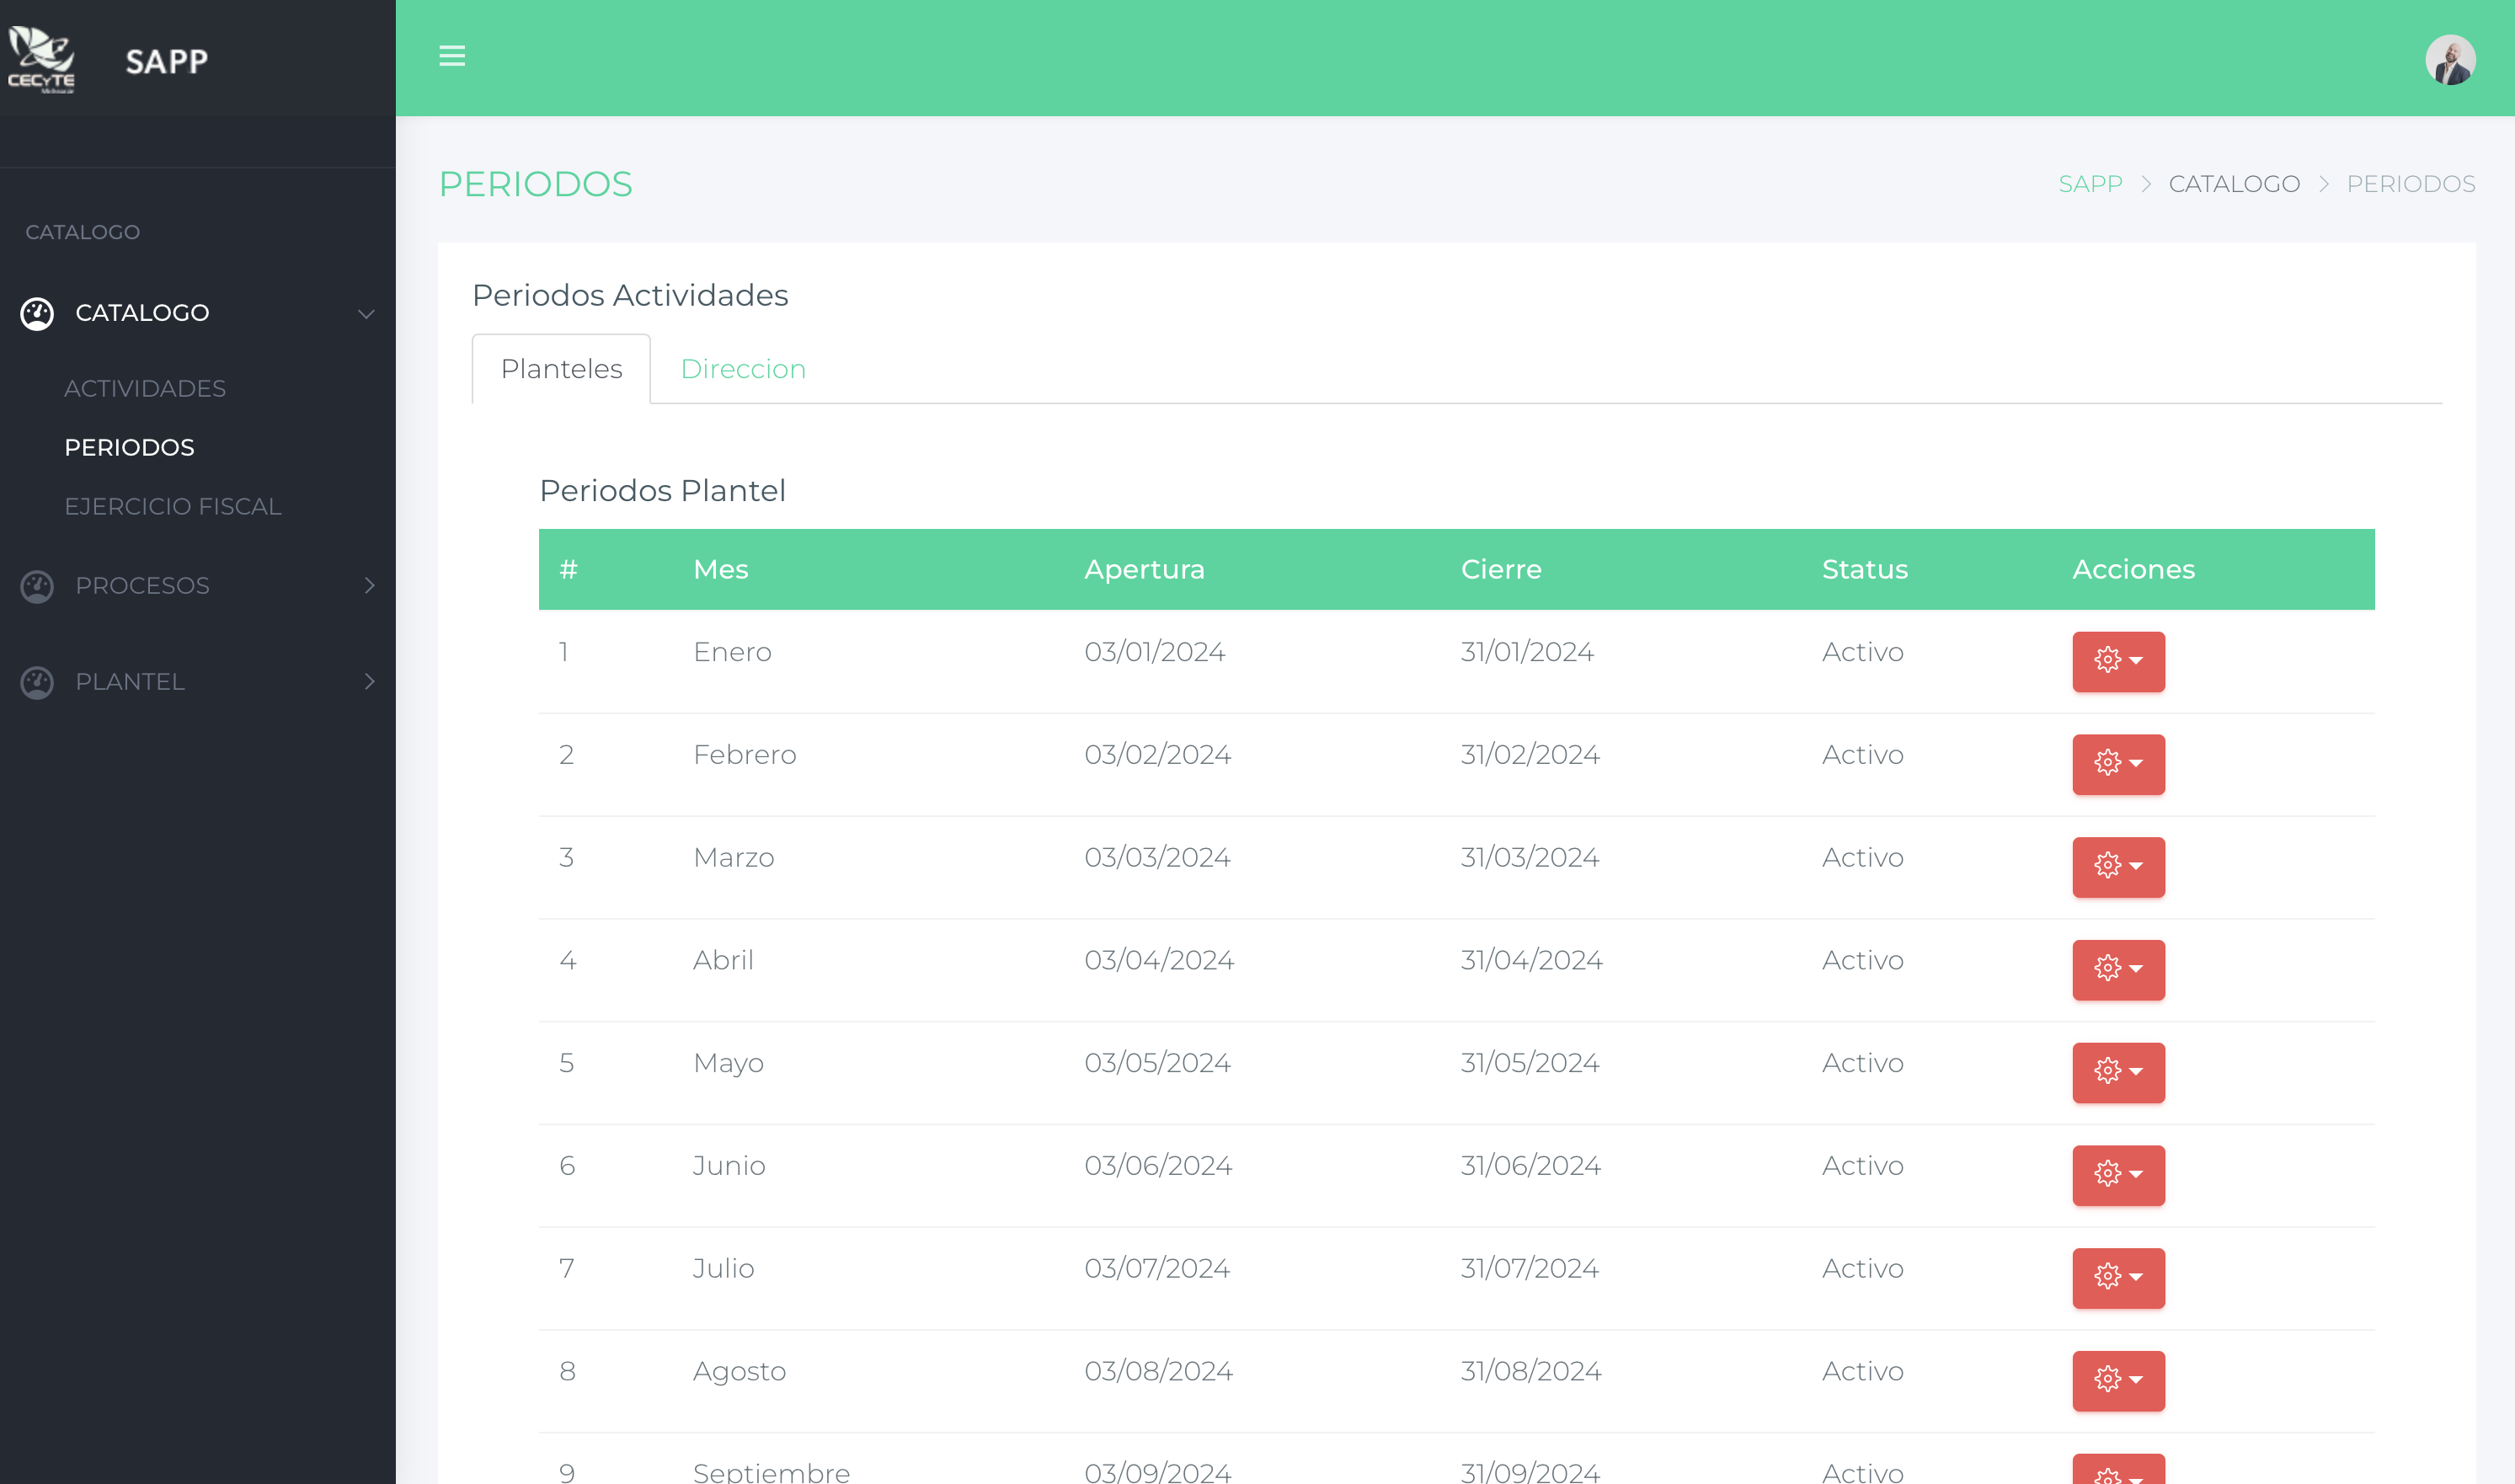 CECyTE
SAPP
CATALOGO
CATALOGO
ACTIVIDADES
PERIODOS
EJERCICIO FISCAL
PROCESOS
PLANTEL
PERIODOS
SAPP > CATALOGO > PERIODOS
Periodos Actividades
Planteles Direccion
Periodos Plantel
# Mes Apertura Cierre Status Acciones
1 Enero 03/01/2024 31/01/2024 Activo
2 Febrero 03/02/2024 31/02/2024 Activo
3 Marzo 03/03/2024 31/03/2024 Activo
4 Abril 03/04/2024 31/04/2024 Activo
5 Mayo 03/05/2024 31/05/2024 Activo
6 Junio 03/06/2024 31/06/2024 Activo
7 Julio 03/07/2024 31/07/2024 Activo
8 Agosto 03/08/2024 31/08/2024 Activo
9 Septiembre 03/09/2024 31/09/2024 Activo